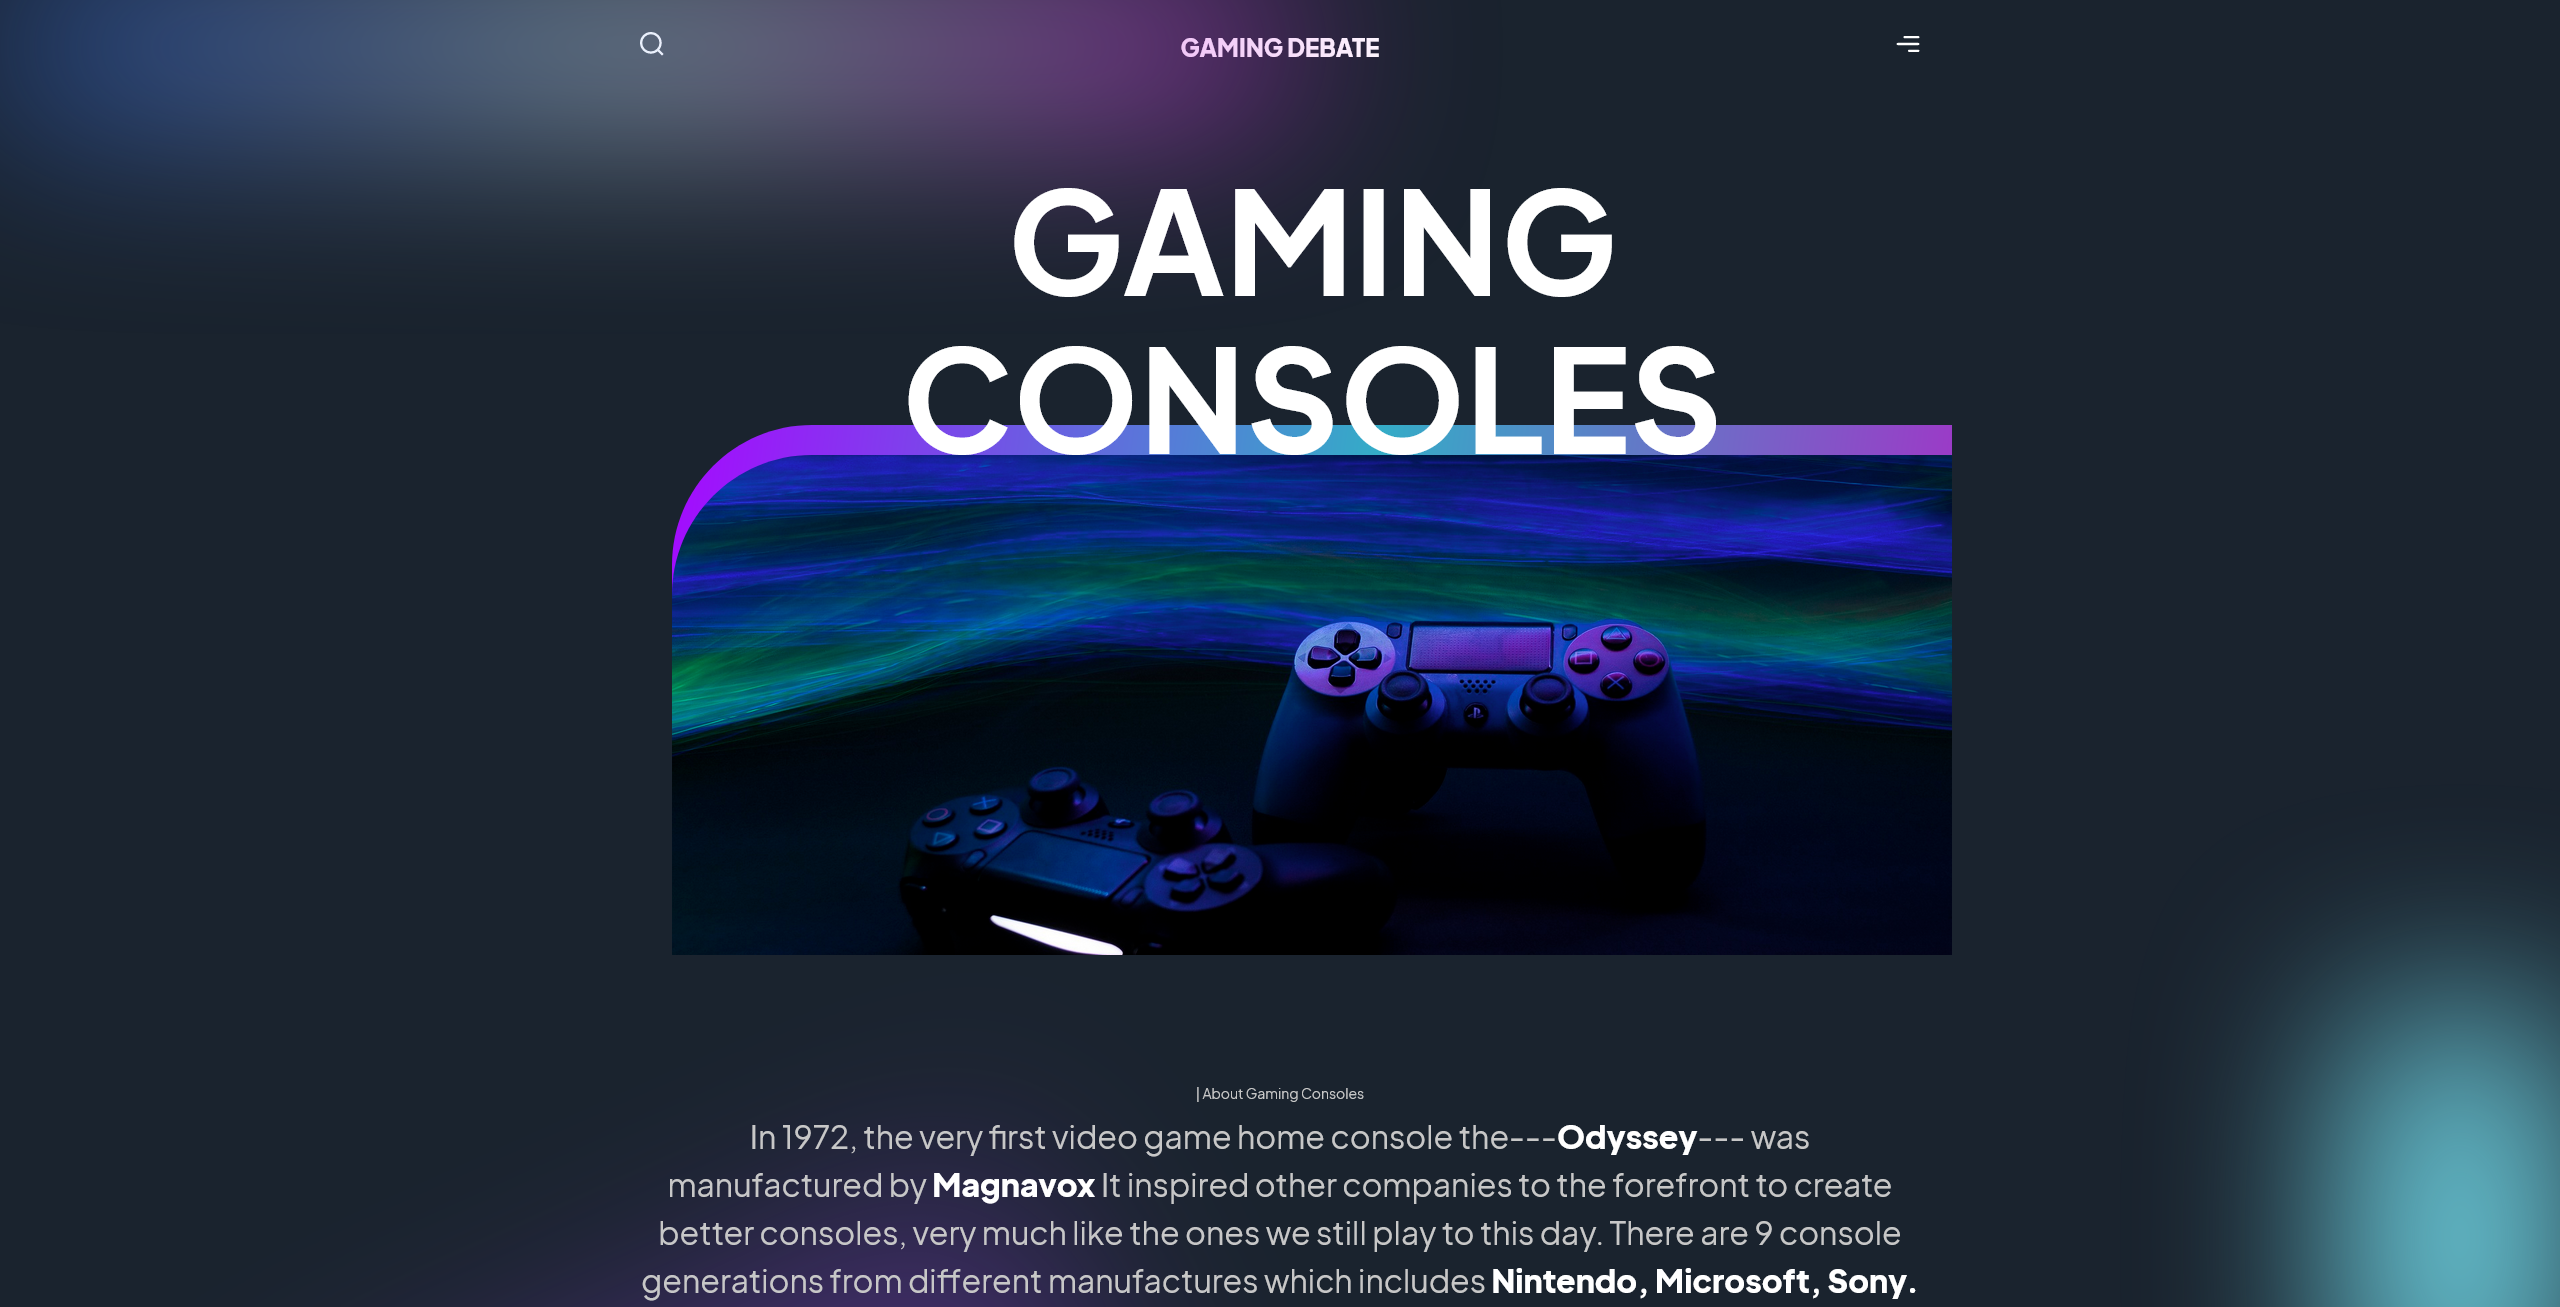 GAMING DEBATE
GAMING
CONSOLES
| About Gaming Consoles
In 1972, the very first video game home console the---Odyssey--- was
manufactured by Magnavox It inspired other companies to the forefront to create
better consoles, very much like the ones we still play to this day. There are 9 console
generations from different manufactures which includes Nintendo, Microsoft, Sony.